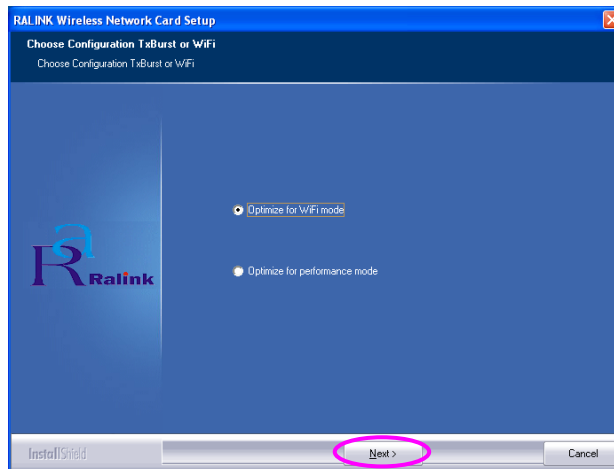 RALINK Wireless Network Card Setup
Choose Configuration TxBurst or WiFi
Choose Configuration TxBurst or WiFi
Optimize for WiFi mode
Optimize for performance mode
Ralink
InstallShield
Next >
Cancel